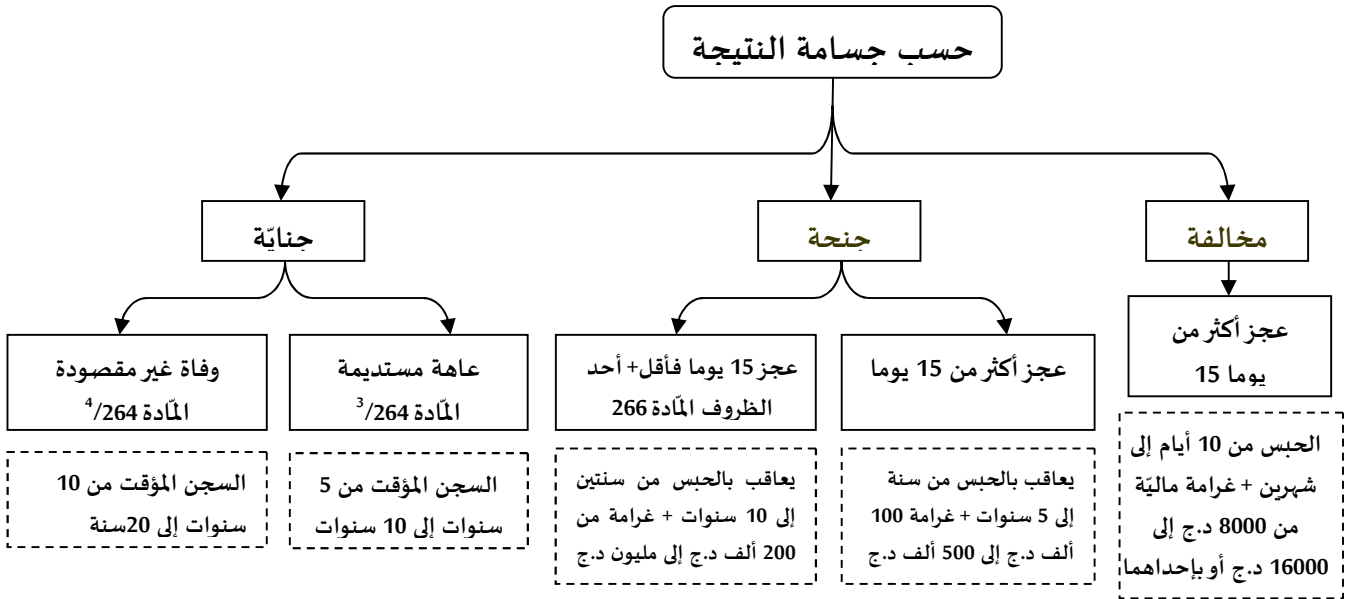 حسب جسامة النتيجة
مخالفة
جنحة
جنايّة
عجز أكثر من
يوما 15
عجز أكثر من 15 يوما
عجز 15 يوما فأقل+ أحد
الظروف المّادة 266
عاهة مستديمة
المّادة 264/3
وفاة غير مقصودة
المّادة 264/4
الحبس من 10 أيام إلى
شهرين + غرامة ماليّة
من 8000 د.ج إلى
16000 د.ج أو بإحداهما
يعاقب بالحبس من سنة
إلى 5 سنوات + غرامة 100
ألف د.ج إلى 500 ألف د.ج
يعاقب بالحبس من سنتين
إلى 10 سنوات + غرامة من
200 ألف د.ج إلى مليون د.ج
السجن المؤقت من 5
سنوات إلى 10 سنوات
السجن المؤقت من 10
سنوات إلى 20سنة